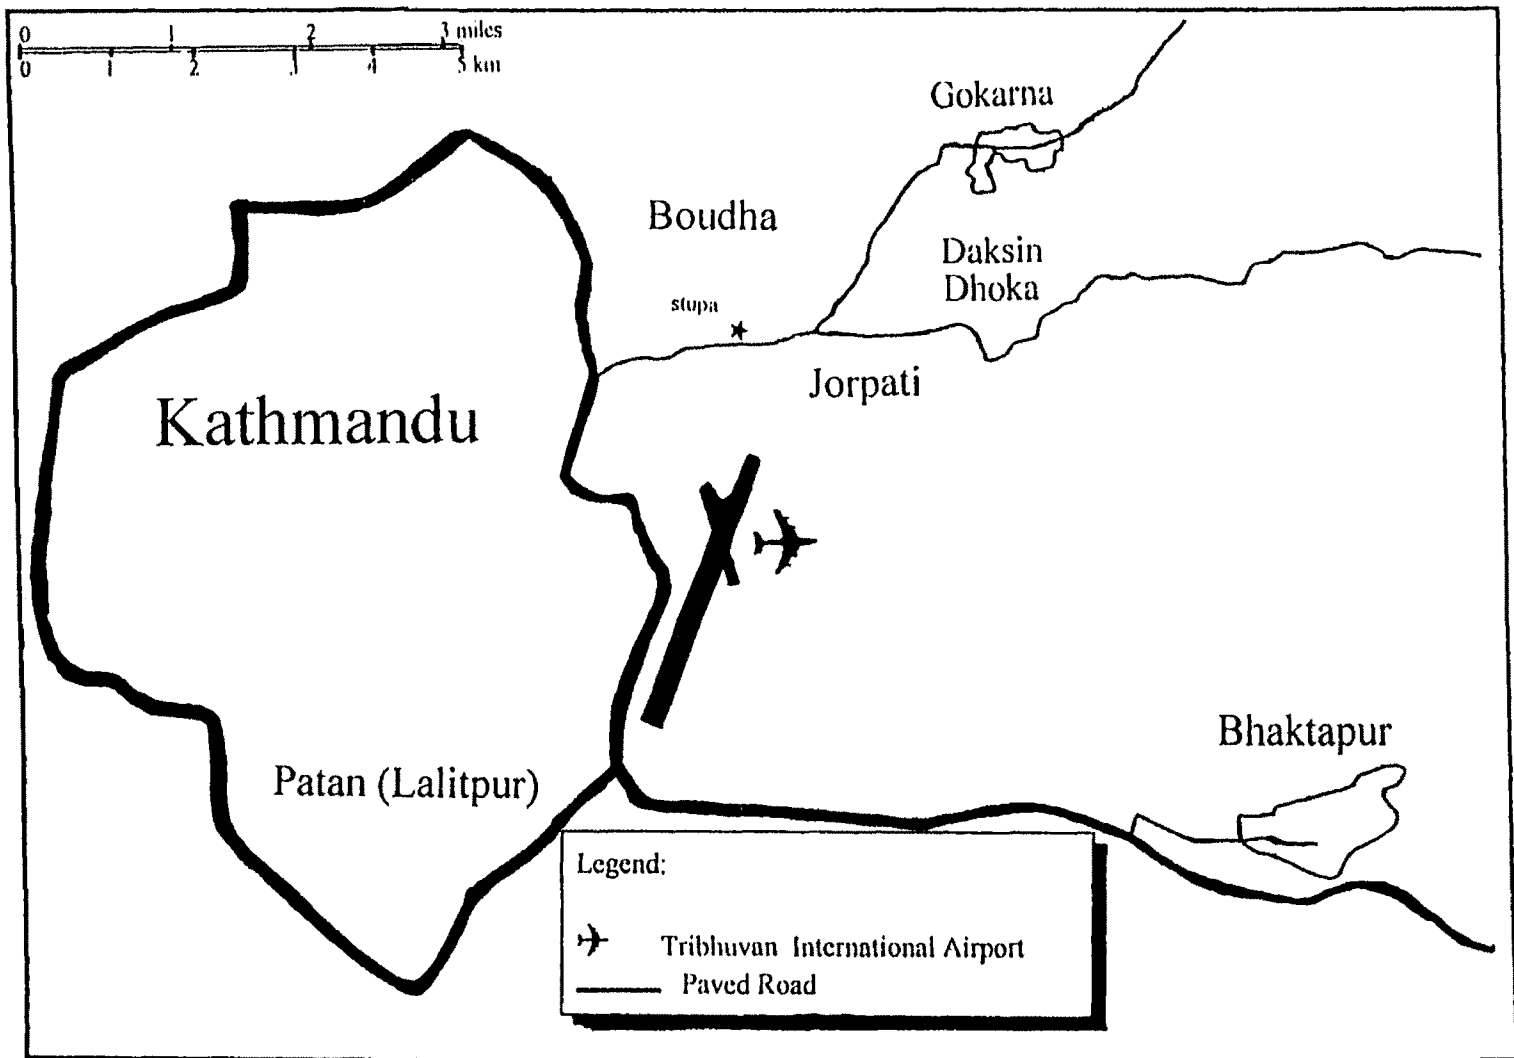 0 1 2 3 miles
0 1 2 3 4 5 km
Gokarna
Boudha
Daksin
Dhoka
stupa
Jorpati
Kathmandu
Bhaktapur
Patan (Lalitpur)
Legend:
Tribhuvan International Airport
Paved Road